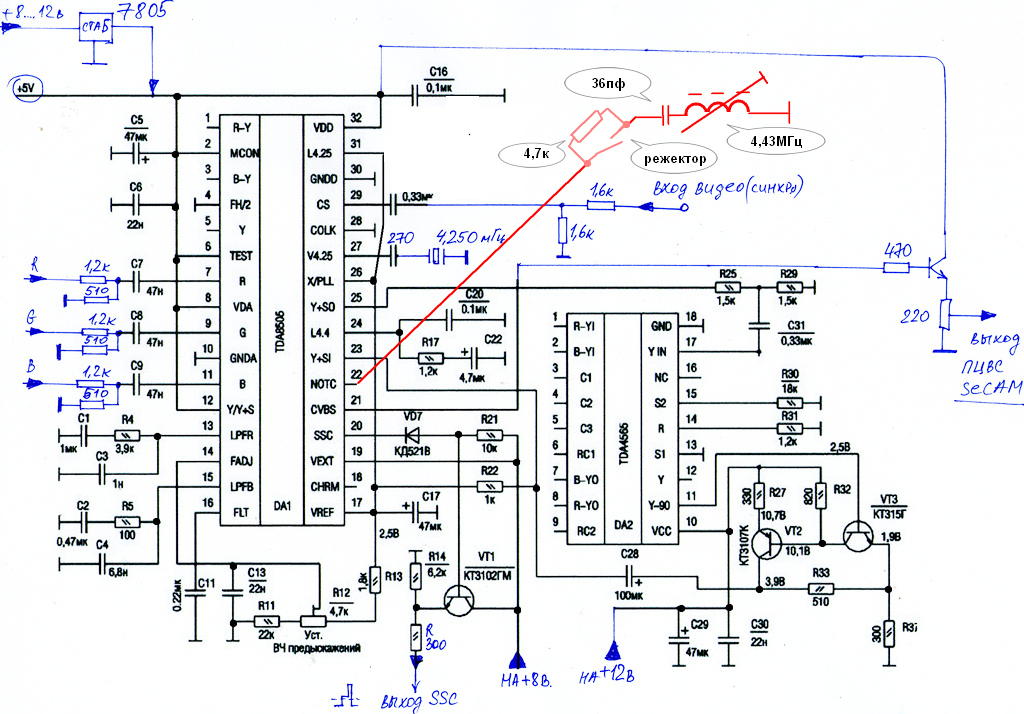 +8...12в
СТАБ
7805
+5V
C16
0,1мк
36пф
4,7к
режектор
4,43МГц
C5
47мк
+
C6
22н
1
2
3
4
5
6
7
8
9
10
11
12
13
14
15
16
R-Y
MCON
B-Y
FH/2
Y
TEST
R
VDA
G
GNDA
B
Y/Y+S
LPFR
FADJ
LPFB
FLT
TDA8505
DA1
VDD
L4.25
GNDD
CS
COLK
V4.25
X/PLL
Y+SO
L4.4
Y+SI
NOTC
CVBS
SSC
VEXT
CHRM
VREF
32
31
30
29
28
27
26
25
24
23
22
21
20
19
18
17
0,33мк
1,6к
вход видео(синхро)
1,6к
270
4,250 мГц
R
1,2к
510
C7
47н
G
1,2к
510
C8
47н
B
1,2к
510
C9
47н
C1
1мк
R4
3,9к
C3
1н
C2
0,47мк
R5
100
C4
6,8н
C20
0.1мк
R17
1,2к
+
C22
4,7мк
VD7
КД521В
R21
10к
R22
1к
+
C17
47мк
2,5В
C11
0.22мк
C13
22н
R11
22к
R12
4,7к
Уст.
ВЧ предыскажений
R13
1,8к
R14
6,2к
VT1
КТ3102ГМ
R
300
выход SSC
НА+8В.
НА+12В
R25
1,5к
R29
1,5к
C31
0,33мк
R30
18к
R31
1,2к
1
2
3
4
5
6
7
8
9
R-YI
B-YI
C1
C2
C3
RC1
B-YO
R-YO
RC2
TDA4565
DA2
GND
Y IN
NC
S2
R
S1
Y
Y-90
VCC
18
17
16
15
14
13
12
11
10
470
220
выход
ПЦВС
SECAM
2,5В
330
R27
10,7В
820
R32
VT3
КТ315Г
1,9В
КТ3107К
VT2
10,1В
3,9В
R33
510
300
C28
+
100мк
+
C29
47мк
C30
22н